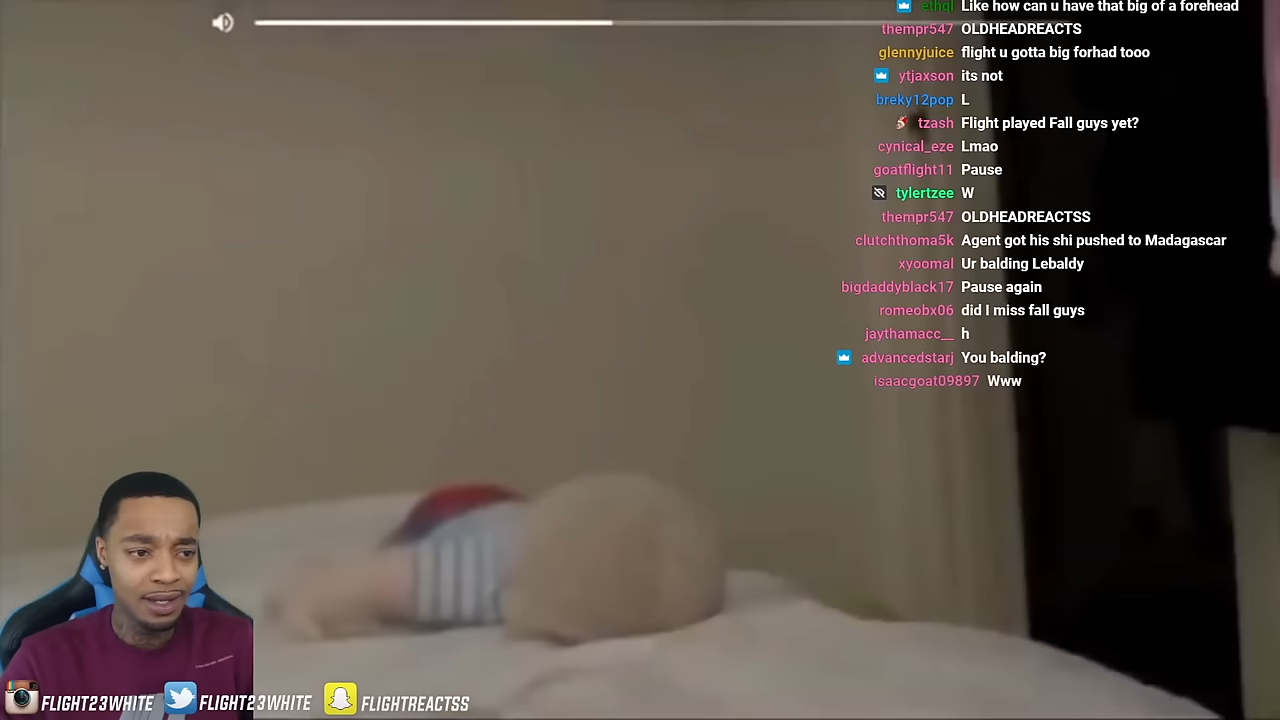 ethql Like how can u have that big of a forehead
thempr547 OLDHEADREACTS
glennyjuice flight u gotta big forhad tooo
ytjaxson its not
breky12pop L
tzash Flight played Fall guys yet?
cynical_eze Lmao
goatflight11 Pause
tylertzee W
thempr547 OLDHEADREACTSS
clutchthoma5k Agent got his shi pushed to Madagascar
xyoomal Ur balding Lebaldy
bigdaddyblack17 Pause again
romeobx06 did I miss fall guys
jaythamacc__ h
advancedstarj You balding?
isaacgoat09897 Www
FLIGHT23WHITE FLIGHT23WHITE FLIGHTREACTSS